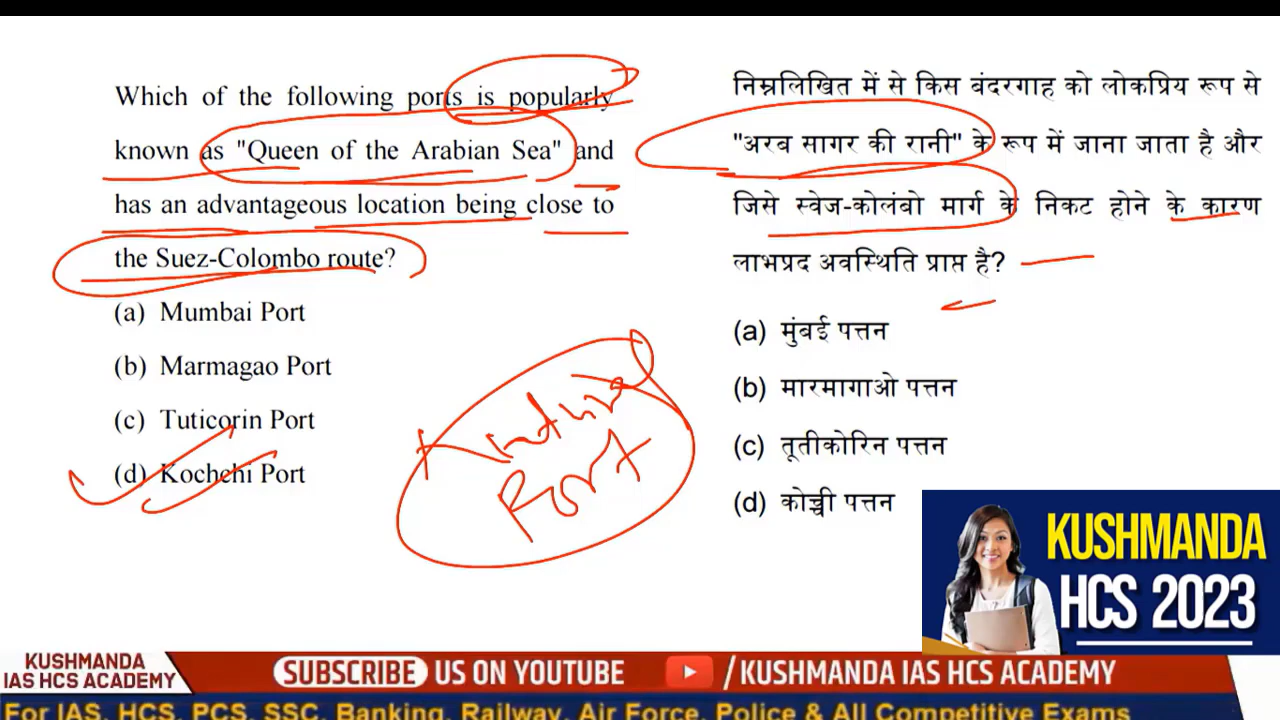 Which of the following ports is popularly
known as "Queen of the Arabian Sea" and
has an advantageous location being close to
the Suez-Colombo route?
(a) Mumbai Port
(b) Marmagao Port
(c) Tuticorin Port
(d) Kochchi Port
Port
निम्नलिखित में से किस बंदरगाह को लोकप्रिय रूप से
"अरब सागर की रानी" के रूप में जाना जाता है और
जिसे स्वेज-कोलंबो मार्ग के निकट होने के कारण
लाभप्रद अवस्थिति प्राप्त है?
(a) मुंबई पत्तन
(b) मारमागाओ पत्तन
(c) तूतीकोरिन पत्तन
(d) कोच्ची पत्तन
KUSHMANDA
HCS 2023
KUSHMANDA
IAS HCS ACADEMY
SUBSCRIBE US ON YOUTUBE /KUSHMANDA IAS HCS ACADEMY
For IAS, HCS, PCS, SSC, Banking, Railway, Air Force, Police & All Competitive Exams